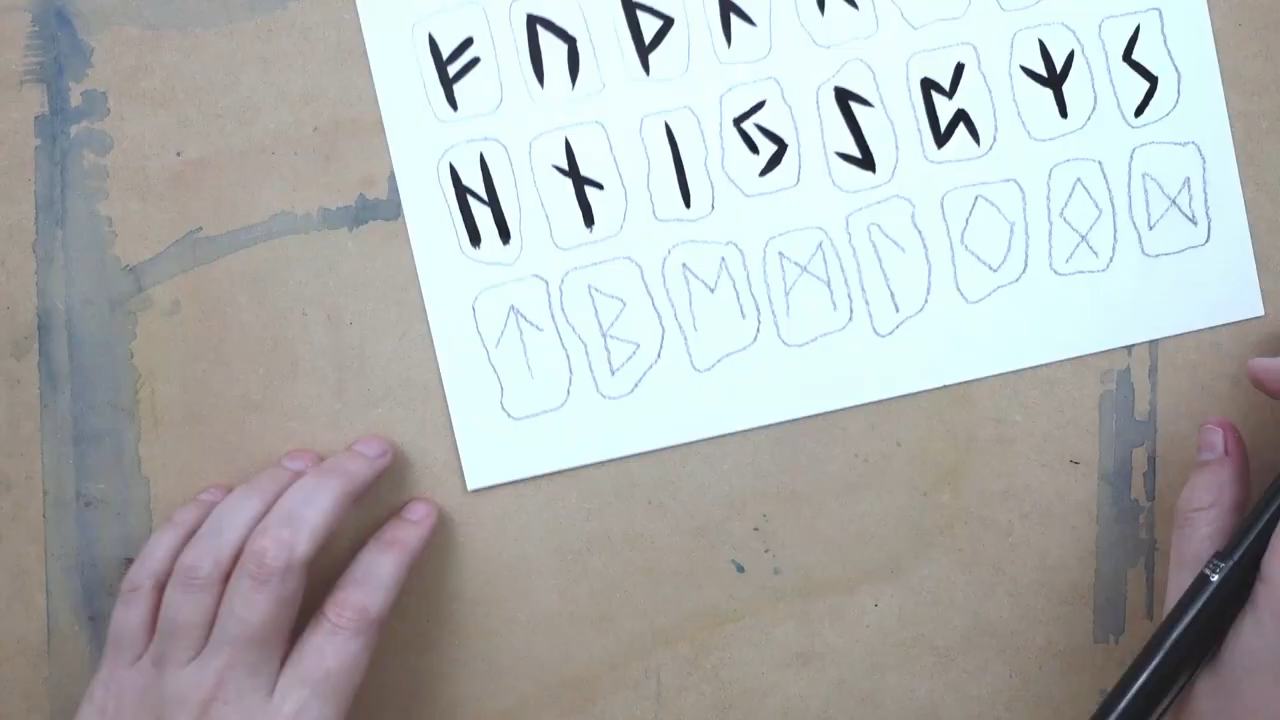 ᚠ ᚢ ᚦ
ᚺ ᚾ ᛁ ᛃ ᛇ ᛈ ᛉ ᛊ
ᛏ ᛒ ᛖ ᛗ ᛚ ᛜ ᛟ ᛞ